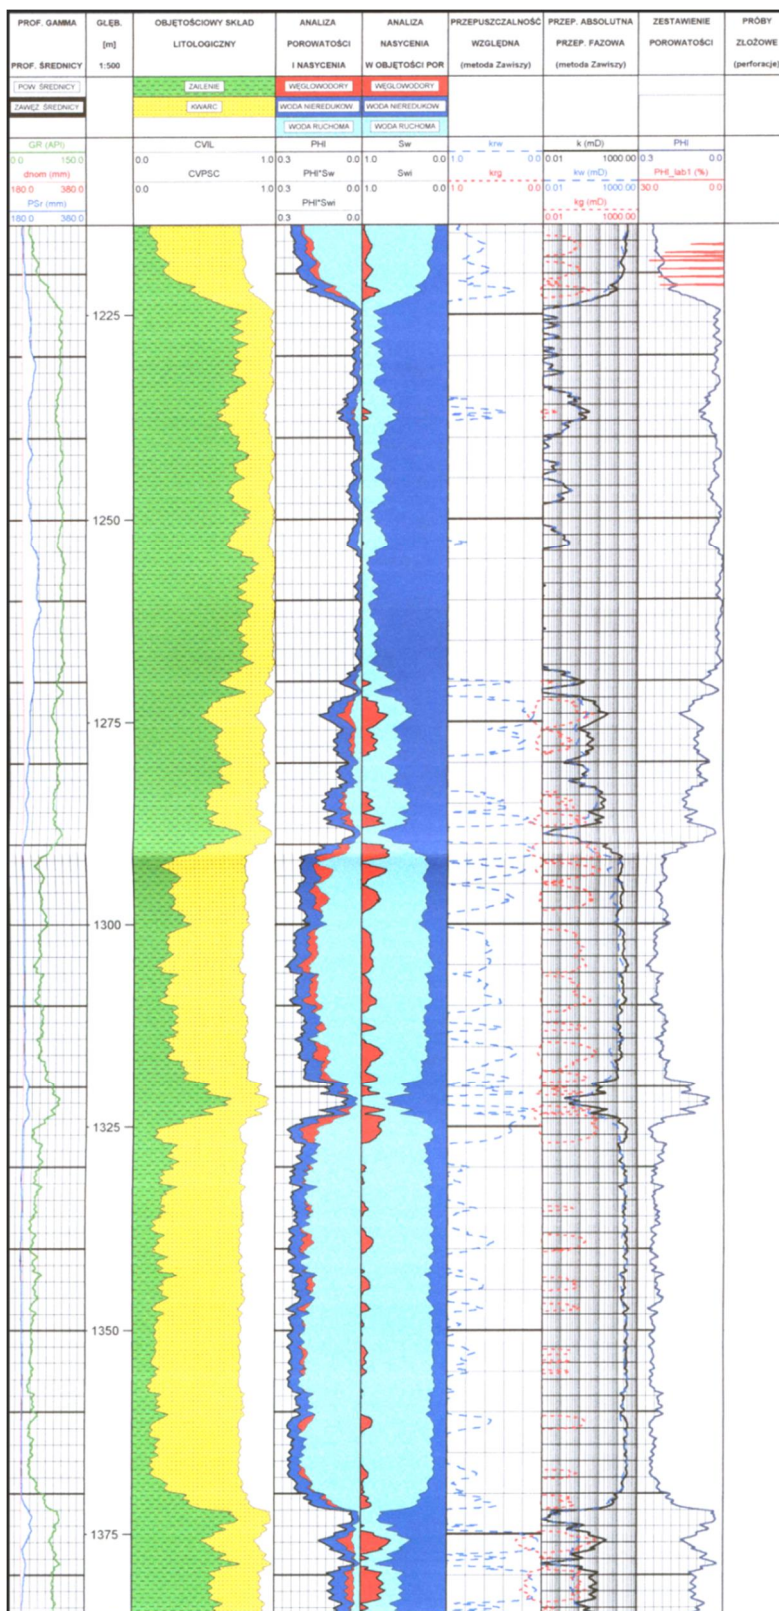 PROF. GAMMA
PROF. ŚREDNICY
GŁĘB.
[m]
1:500
OBJĘTOŚCIOWY SKŁAD
LITOLOGICZNY
ANALIZA
POROWATOŚCI
I NASYCENIA
ANALIZA
NASYCENIA
W OBJĘTOŚCI POR
PRZEPUSZCZALNOŚĆ
WZGLĘDNA
(metoda Zawiszy)
PRZEP. ABSOLUTNA
PRZEP. FAZOWA
(metoda Zawiszy)
ZESTAWIENIE
POROWATOŚCI
PRÓBY
ZŁOŻOWE
(perforacje)
POW. ŚREDNICY
ZAILENIE
WĘGLOWODORY
WĘGLOWODORY
ZAWĘŻ. ŚREDNICY
KWARC
WODA NIEREDUKOW
WODA NIEREDUKOW
WODA RUCHOMA
WODA RUCHOMA
GR (API)
0.0 150.0
dnom (mm)
180.0 380.0
PSr (mm)
180.0 380.0
CVIL
0.0 1.0
CVPSC
0.0 1.0
PHI
0.3 0.0
PHI*Sw
0.3 0.0
PHI*Swi
0.3 0.0
Sw
1.0 0.0
Swi
1.0 0.0
krw
1.0 0.0
krg
1.0 0.0
k (mD)
0.01 1000.00
kw (mD)
0.01 1000.00
kg (mD)
0.01 1000.00
PHI
0.3 0.0
PHI_lab1 (%)
30.0 0.0
1225
1250
1275
1300
1325
1350
1375